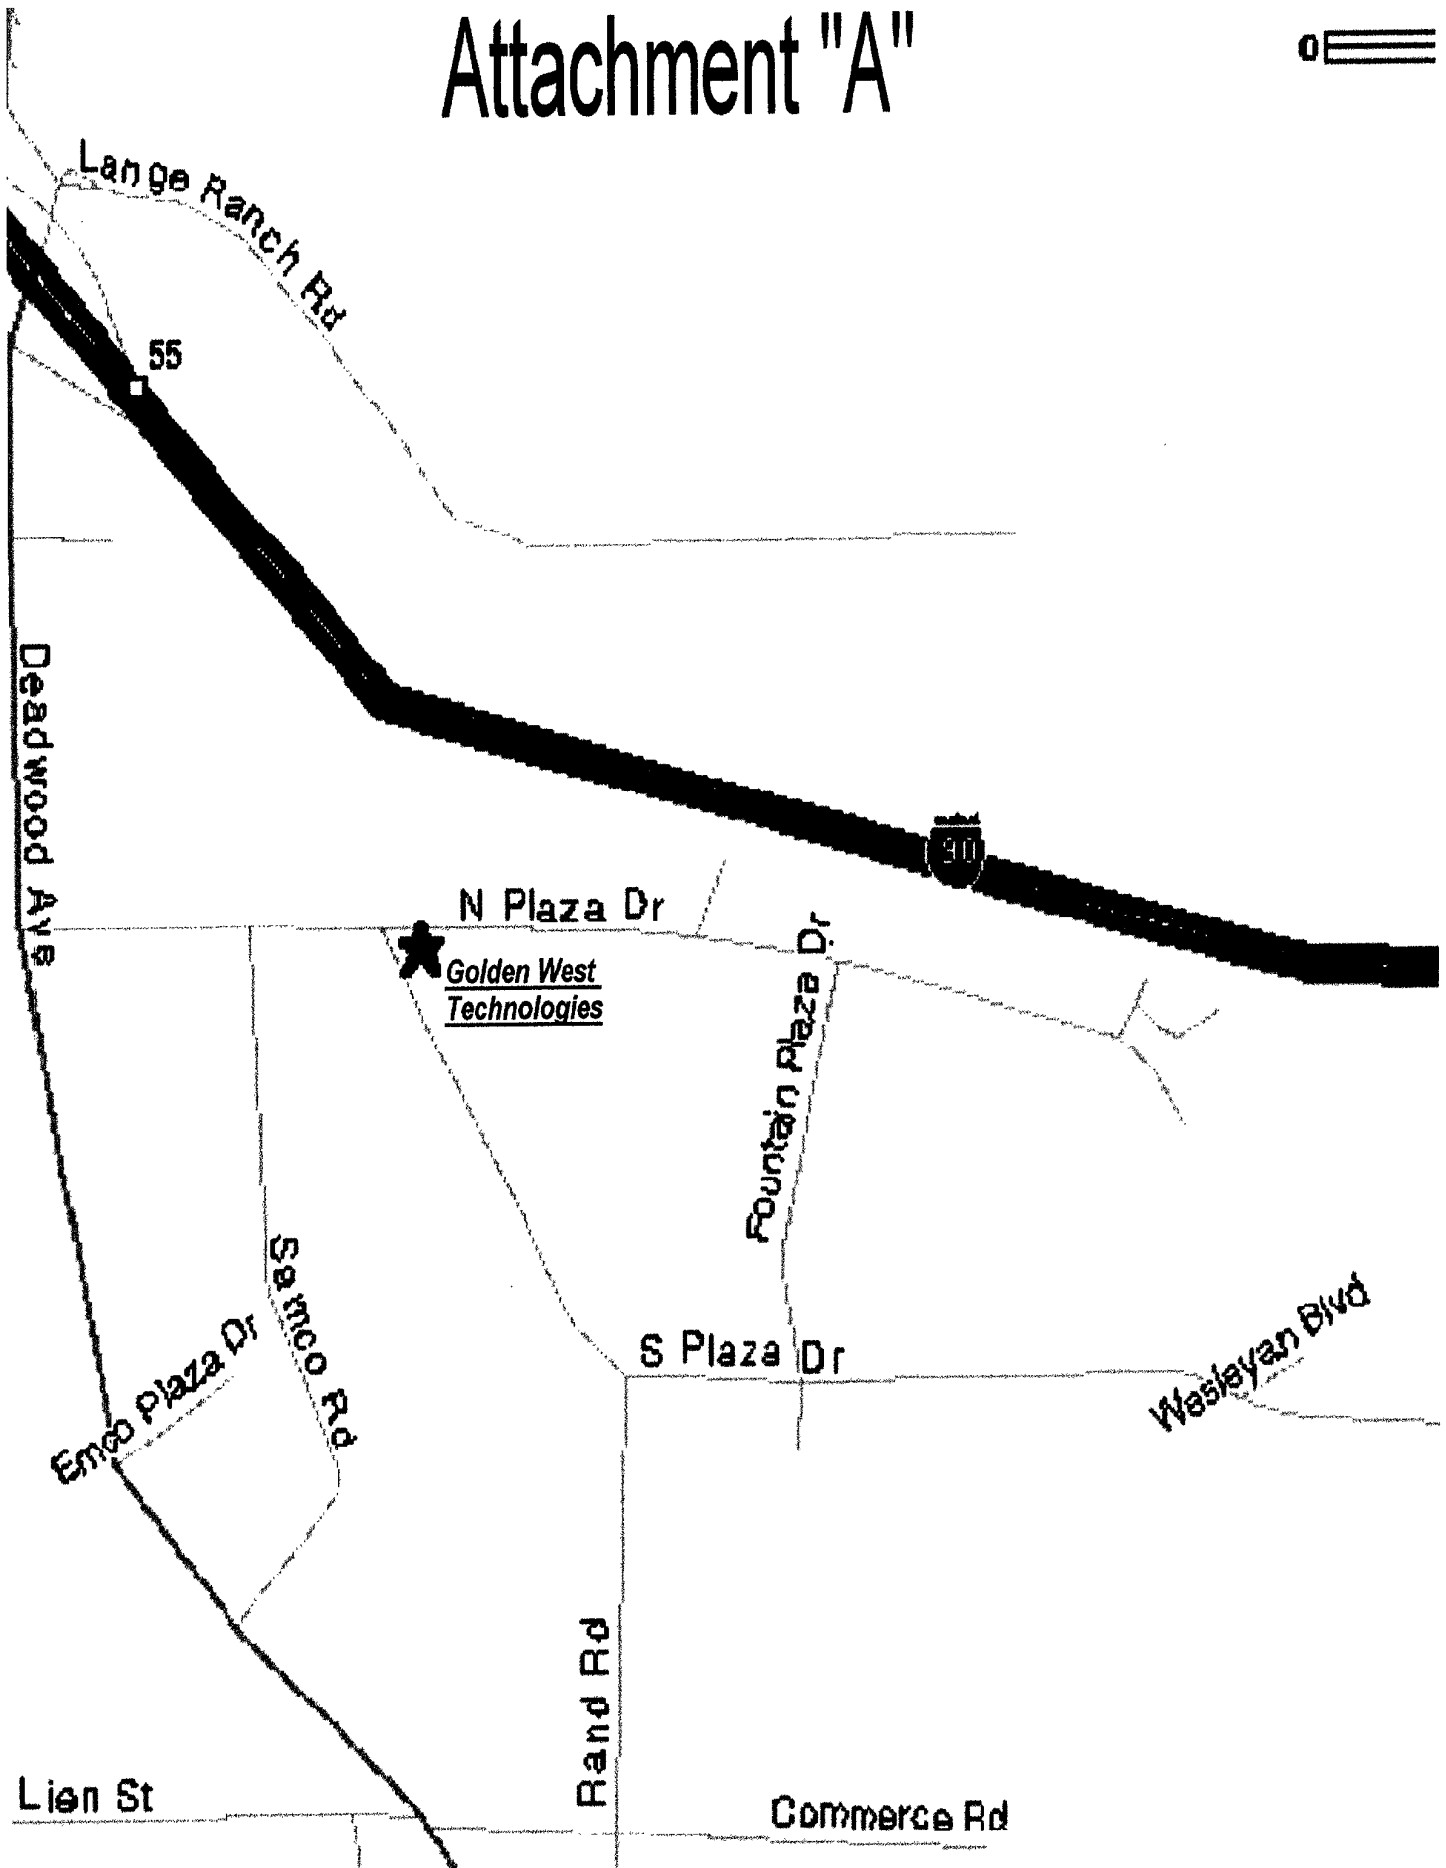 Attachment "A"
0
Lange Ranch Rd
55
Deadwood Ave
90
N Plaza Dr
Golden West
Technologies
Fountain Plaza Dr
Samco Rd
Emco Plaza Dr
S Plaza Dr
Wesleyan Blvd
Rand Rd
Lien St
Commerce Rd